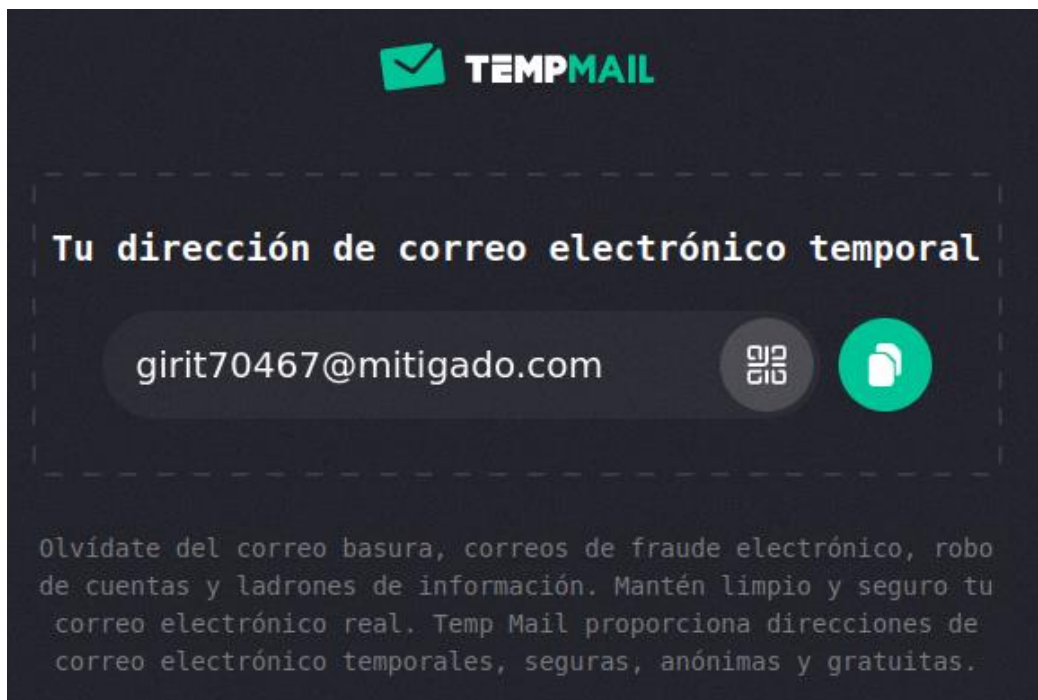 TEMPMAIL
Tu dirección de correo electrónico temporal
girit70467@mitigado.com
Olvídate del correo basura, correos de fraude electrónico, robo
de cuentas y ladrones de información. Mantén limpio y seguro tu
correo electrónico real. Temp Mail proporciona direcciones de
correo electrónico temporales, seguras, anónimas y gratuitas.